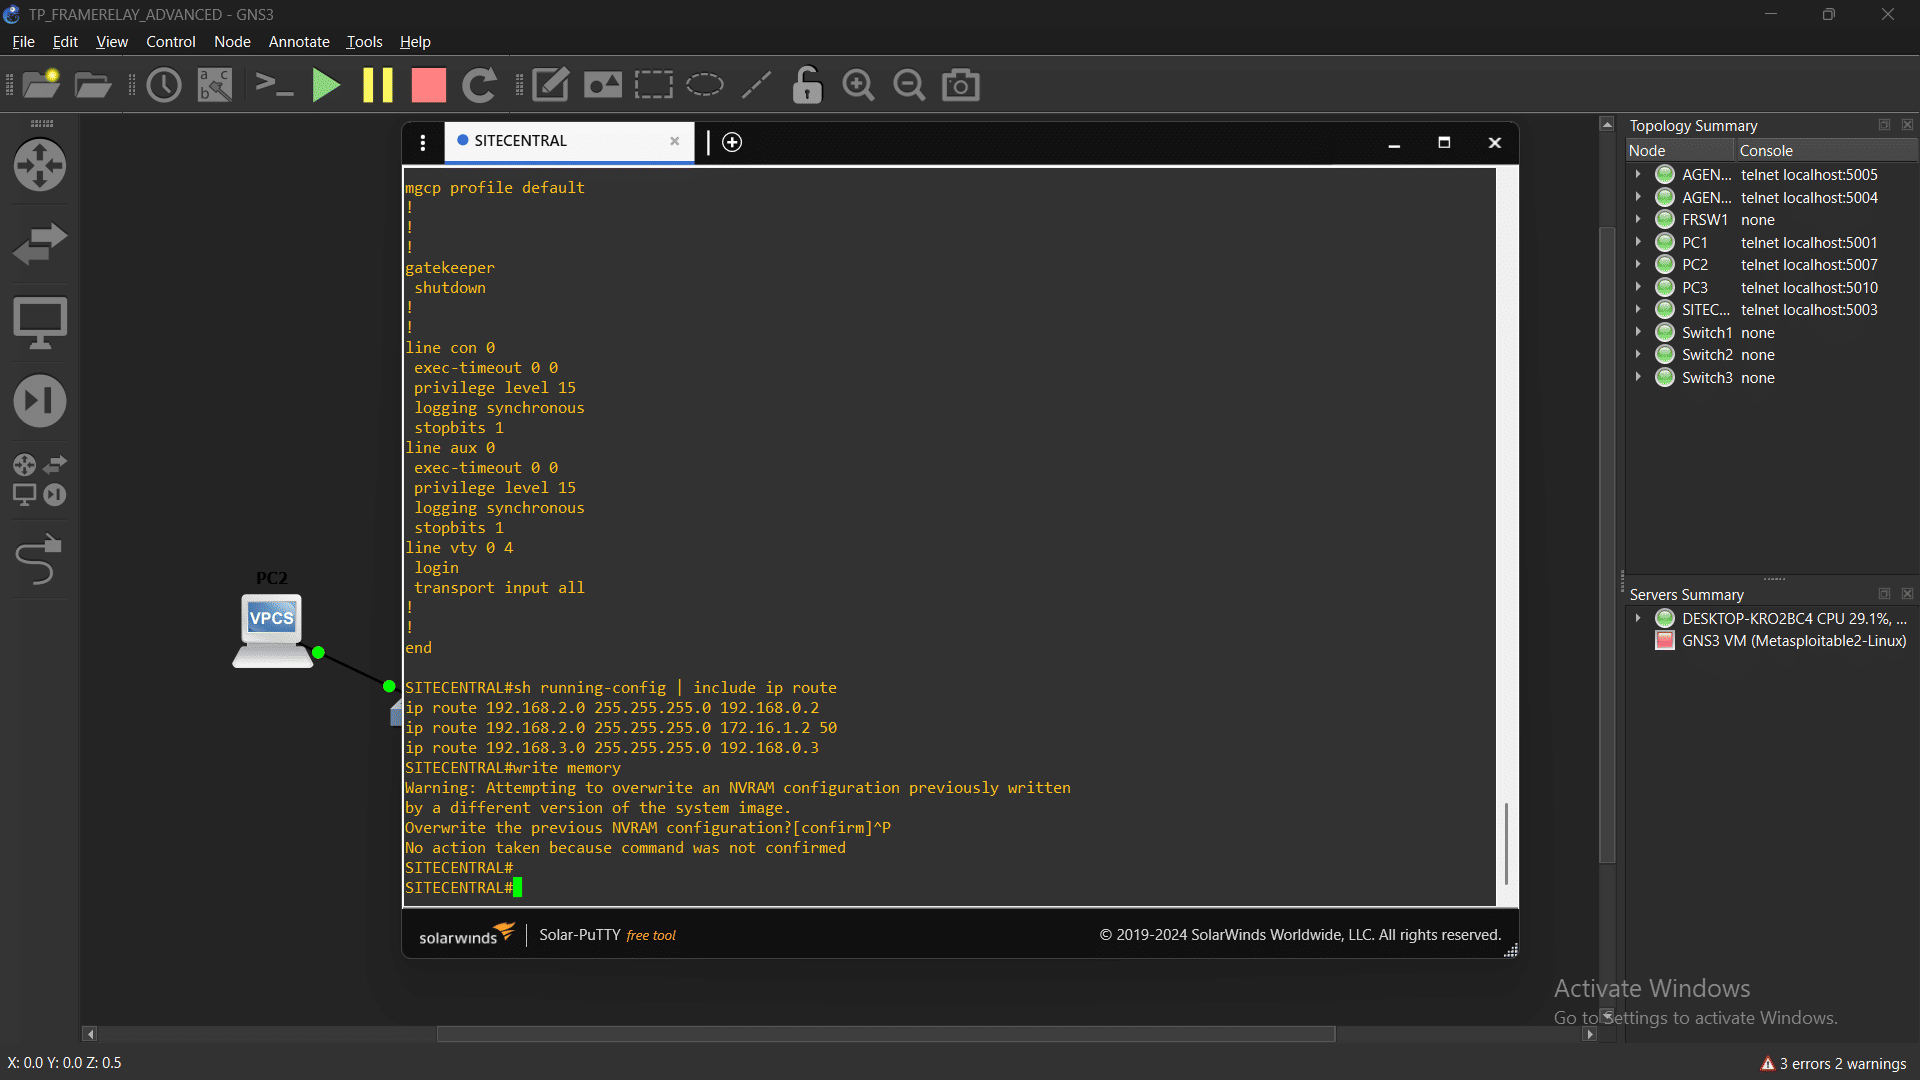 TP_FRAMERELAY_ADVANCED - GNS3
File Edit View Control Node Annotate Tools Help
SITECENTRAL
mgcp profile default
!
!
!
gatekeeper
shutdown
!
!
line con 0
exec-timeout 0 0
privilege level 15
logging synchronous
stopbits 1
line aux 0
exec-timeout 0 0
privilege level 15
logging synchronous
stopbits 1
line vty 0 4
login
transport input all
!
!
end
SITECENTRAL#sh running-config | include ip route
ip route 192.168.2.0 255.255.255.0 192.168.0.2
ip route 192.168.2.0 255.255.255.0 172.16.1.2 50
ip route 192.168.3.0 255.255.255.0 192.168.0.3
SITECENTRAL#write memory
Warning: Attempting to overwrite an NVRAM configuration previously written
by a different version of the system image.
Overwrite the previous NVRAM configuration?[confirm]^P
No action taken because command was not confirmed
SITECENTRAL#
SITECENTRAL#
solarwinds
Solar-PuTTY free tool
© 2019-2024 SolarWinds Worldwide, LLC. All rights reserved.
PC2
VPCS
Topology Summary
Node Console
AGEN... telnet localhost:5005
AGEN... telnet localhost:5004
FRSW1 none
PC1 telnet localhost:5001
PC2 telnet localhost:5007
PC3 telnet localhost:5010
SITEC... telnet localhost:5003
Switch1 none
Switch2 none
Switch3 none
Servers Summary
DESKTOP-KRO2BC4 CPU 29.1%, ...
GNS3 VM (Metasploitable2-Linux)
Activate Windows
Go to Settings to activate Windows.
X: 0.0 Y: 0.0 Z: 0.5
3 errors 2 warnings